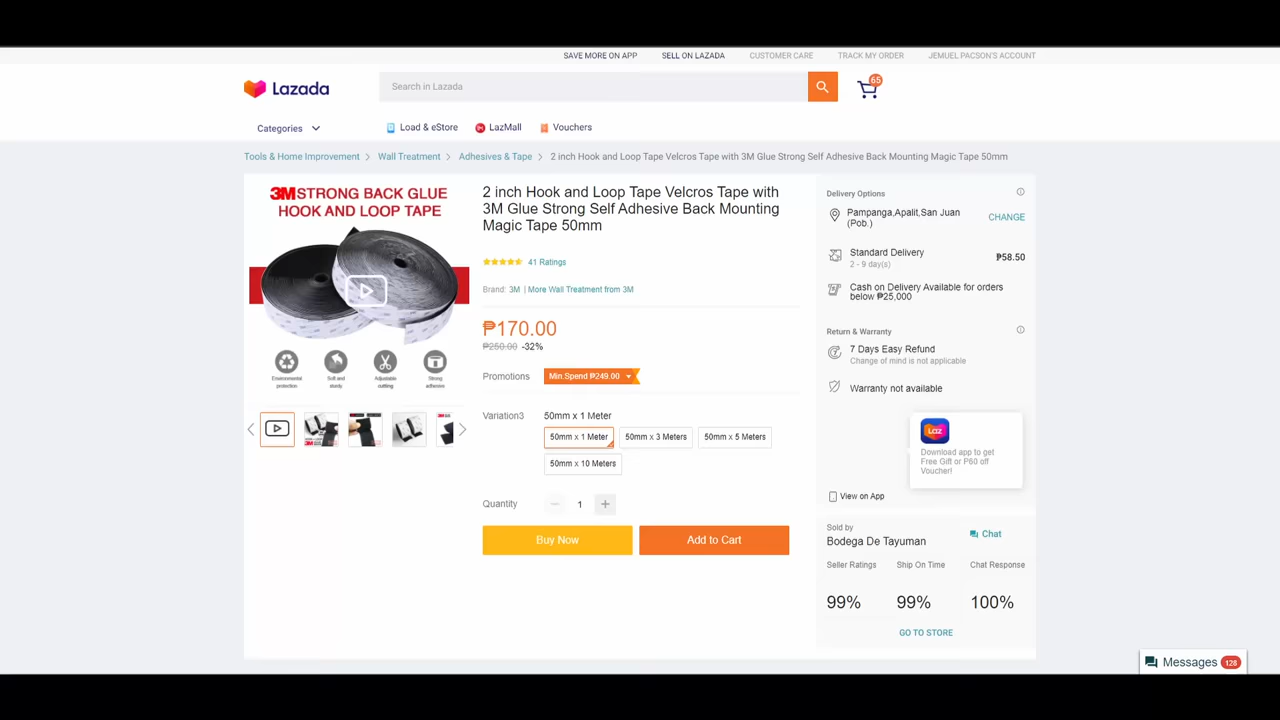 SAVE MORE ON APP
SELL ON LAZADA
CUSTOMER CARE
TRACK MY ORDER
JEMUEL PACSON'S ACCOUNT
Lazada
Search in Lazada
65
Categories
Load & eStore
LazMall
Vouchers
Tools & Home Improvement
Wall Treatment
Adhesives & Tape
2 inch Hook and Loop Tape Velcros Tape with 3M Glue Strong Self Adhesive Back Mounting Magic Tape 50mm
3M STRONG BACK GLUE
HOOK AND LOOP TAPE
Environmental
protection
Soft and
sturdy
Adjustable
cutting
Strong
adhesive
2 inch Hook and Loop Tape Velcros Tape with
3M Glue Strong Self Adhesive Back Mounting
Magic Tape 50mm
41 Ratings
Brand: 3M | More Wall Treatment from 3M
₱170.00
₱250.00 -32%
Promotions
Min.Spend ₱249.00
Variation3
50mm x 1 Meter
50mm x 1 Meter
50mm x 3 Meters
50mm x 5 Meters
50mm x 10 Meters
Quantity
1
Buy Now
Add to Cart
Delivery Options
Pampanga,Apalit,San Juan
(Pob.)
CHANGE
Standard Delivery
2 - 9 day(s)
₱58.50
Cash on Delivery Available for orders
below ₱25,000
Return & Warranty
7 Days Easy Refund
Change of mind is not applicable
Warranty not available
Laz
Download app to get
Free Gift or P60 off
Voucher!
View on App
Sold by
Bodega De Tayuman
Chat
Seller Ratings
Ship On Time
Chat Response
99%
99%
100%
GO TO STORE
Messages 128